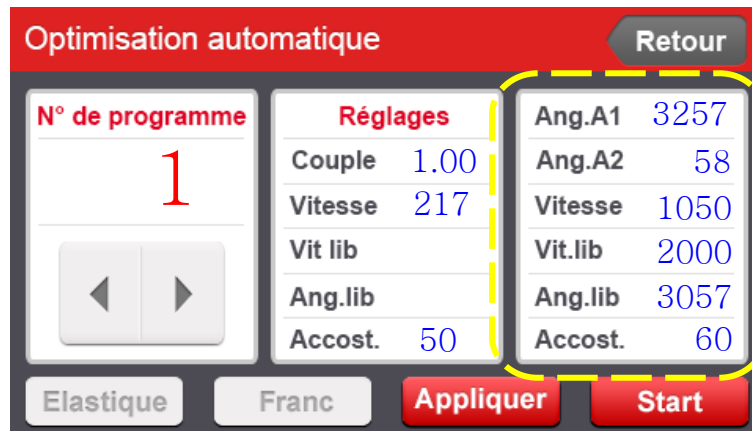 Optimisation automatique
Retour
N° de programme
1
Réglages
Couple 1.00
Vitesse 217
Vit lib
Ang.lib
Accost. 50
Ang.A1 3257
Ang.A2 58
Vitesse 1050
Vit.lib 2000
Ang.lib 3057
Accost. 60
Elastique
Franc
Appliquer
Start